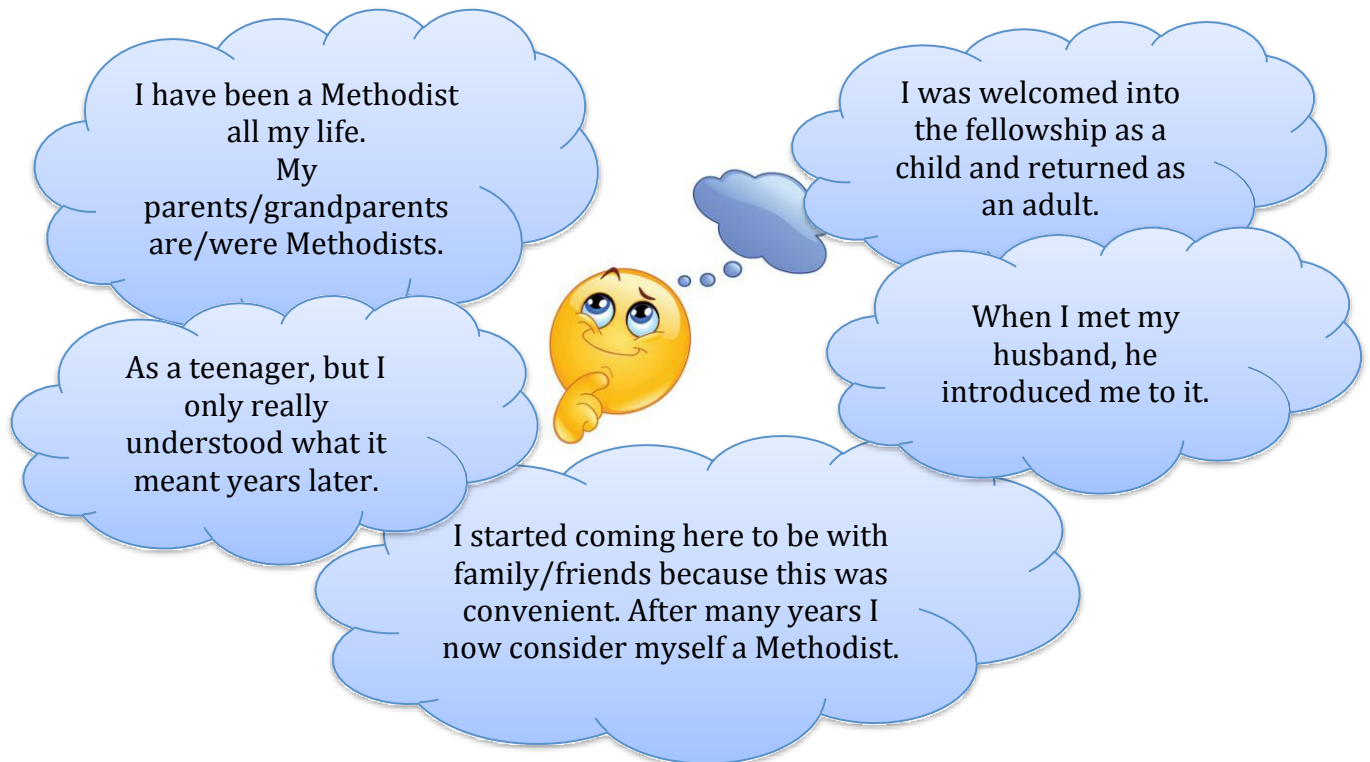 I have been a Methodist
all my life.
My
parents/grandparents
are/were Methodists.
I was welcomed into
the fellowship as a
child and returned as
an adult.
As a teenager, but I
only really
understood what it
meant years later.
When I met my
husband, he
introduced me to it.
I started coming here to be with
family/friends because this was
convenient. After many years I
now consider myself a Methodist.